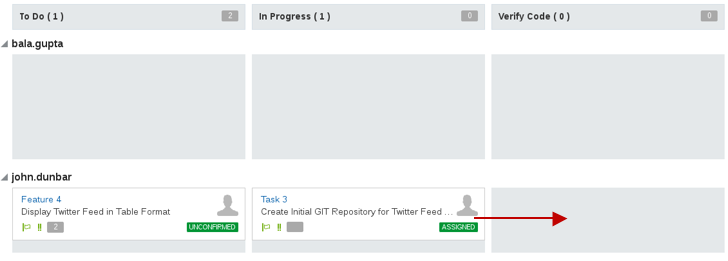 To Do ( 1 ) 2 In Progress ( 1 ) 0 Verify Code ( 0 ) 0
bala.gupta
john.dunbar
Feature 4 Task 3
Display Twitter Feed in Table Format Create Initial GIT Repository for Twitter Feed ...
!! 2 UNCONFIRMED !! ASSIGNED